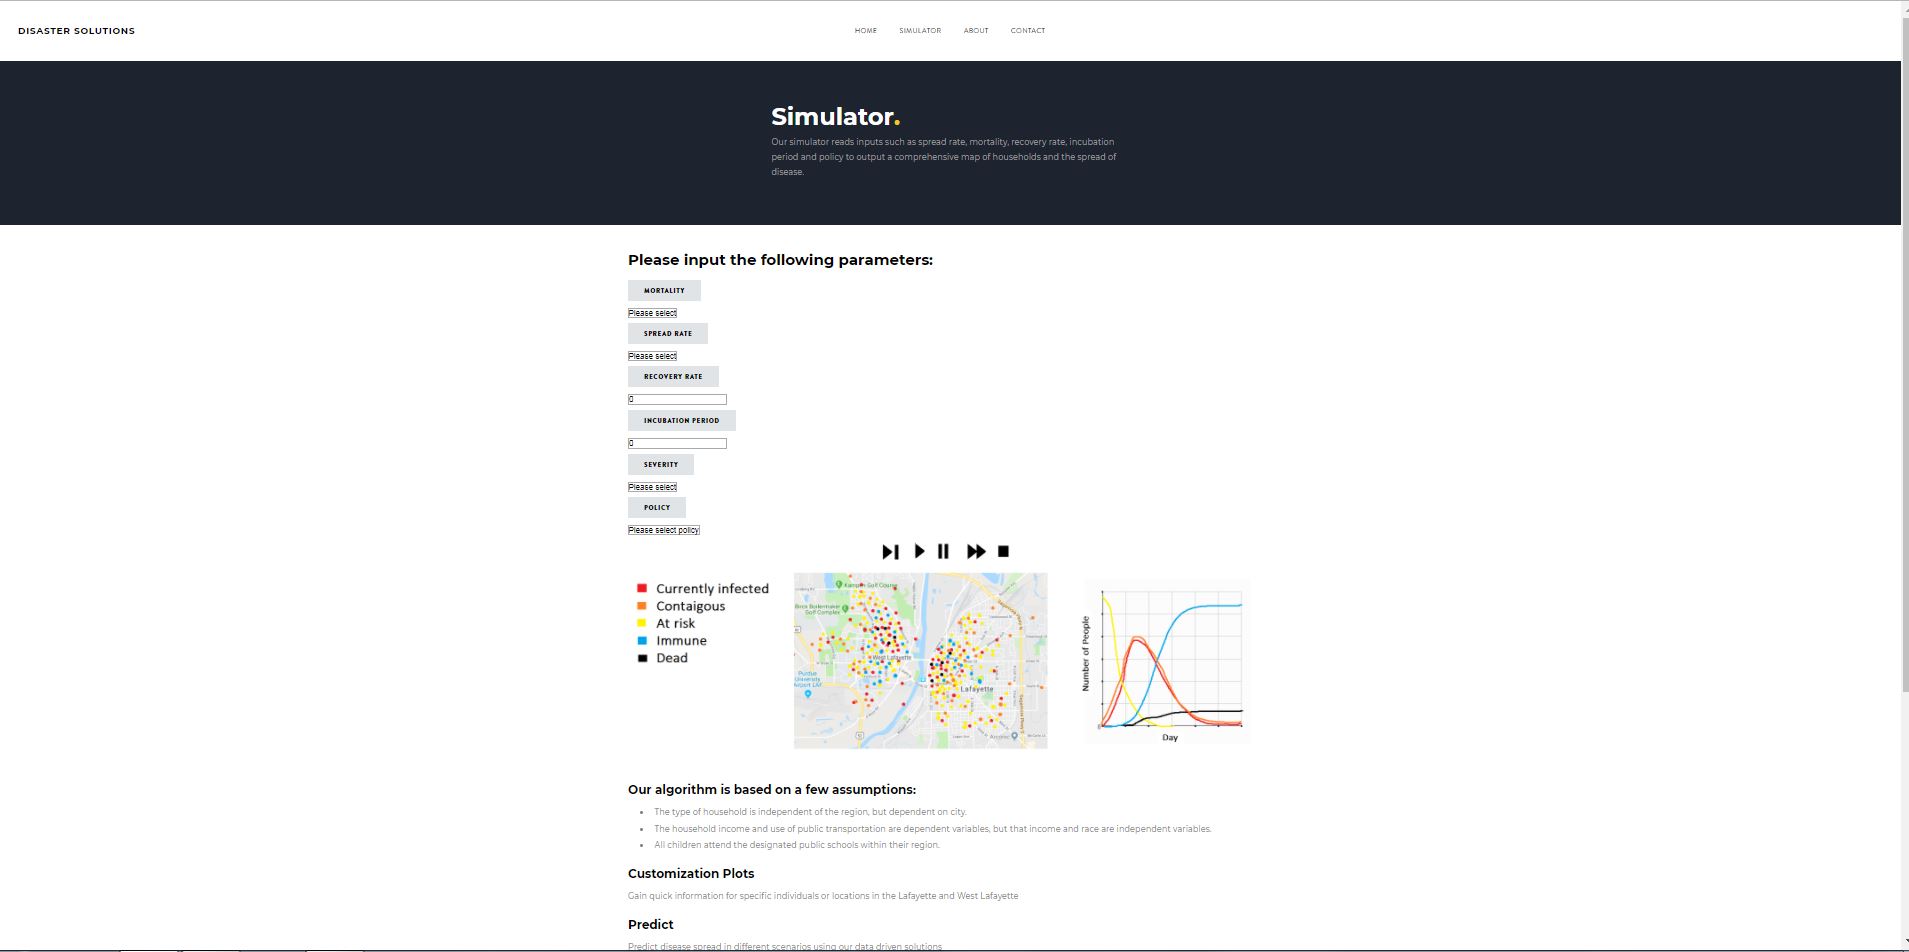 DISASTER SOLUTIONS
HOME SIMULATOR ABOUT CONTACT
Simulator.
Our simulator reads inputs such as spread rate, mortality, recovery rate, incubation
period and policy to output a comprehensive map of households and the spread of
disease.
Please input the following parameters:
MORTALITY
Please select
SPREAD RATE
Please select
RECOVERY RATE
0
INCUBATION PERIOD
0
SEVERITY
Please select
POLICY
Please select policy
Currently infected
Contaigous
At risk
Immune
Dead
Kampen Golf Course
Birck Boilermaker
Golf Complex
West Lafayette
Purdue
University
Airport LAF
Lafayette
Arconic
Number of People
0
Day
Our algorithm is based on a few assumptions:
The type of household is independent of the region, but dependent on city.
The household income and use of public transportation are dependent variables, but that income and race are independent variables.
All children attend the designated public schools within their region.
Customization Plots
Gain quick information for specific individuals or locations in the Lafayette and West Lafayette
Predict
Predict disease spread in different scenarios using our data driven solutions